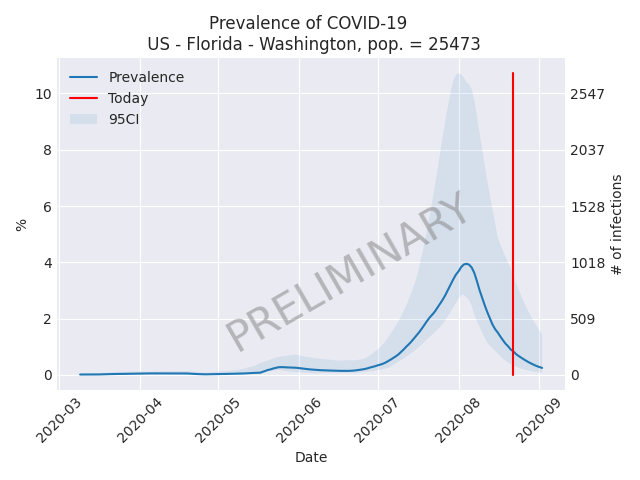 Prevalence of COVID-19
US - Florida - Washington, pop. = 25473
Prevalence
Today
95CI
10
8
6
4
2
0
%
2547
2037
1528
1018
509
0
# of infections
PRELIMINARY
2020-03
2020-04
2020-05
2020-06
2020-07
2020-08
2020-09
Date